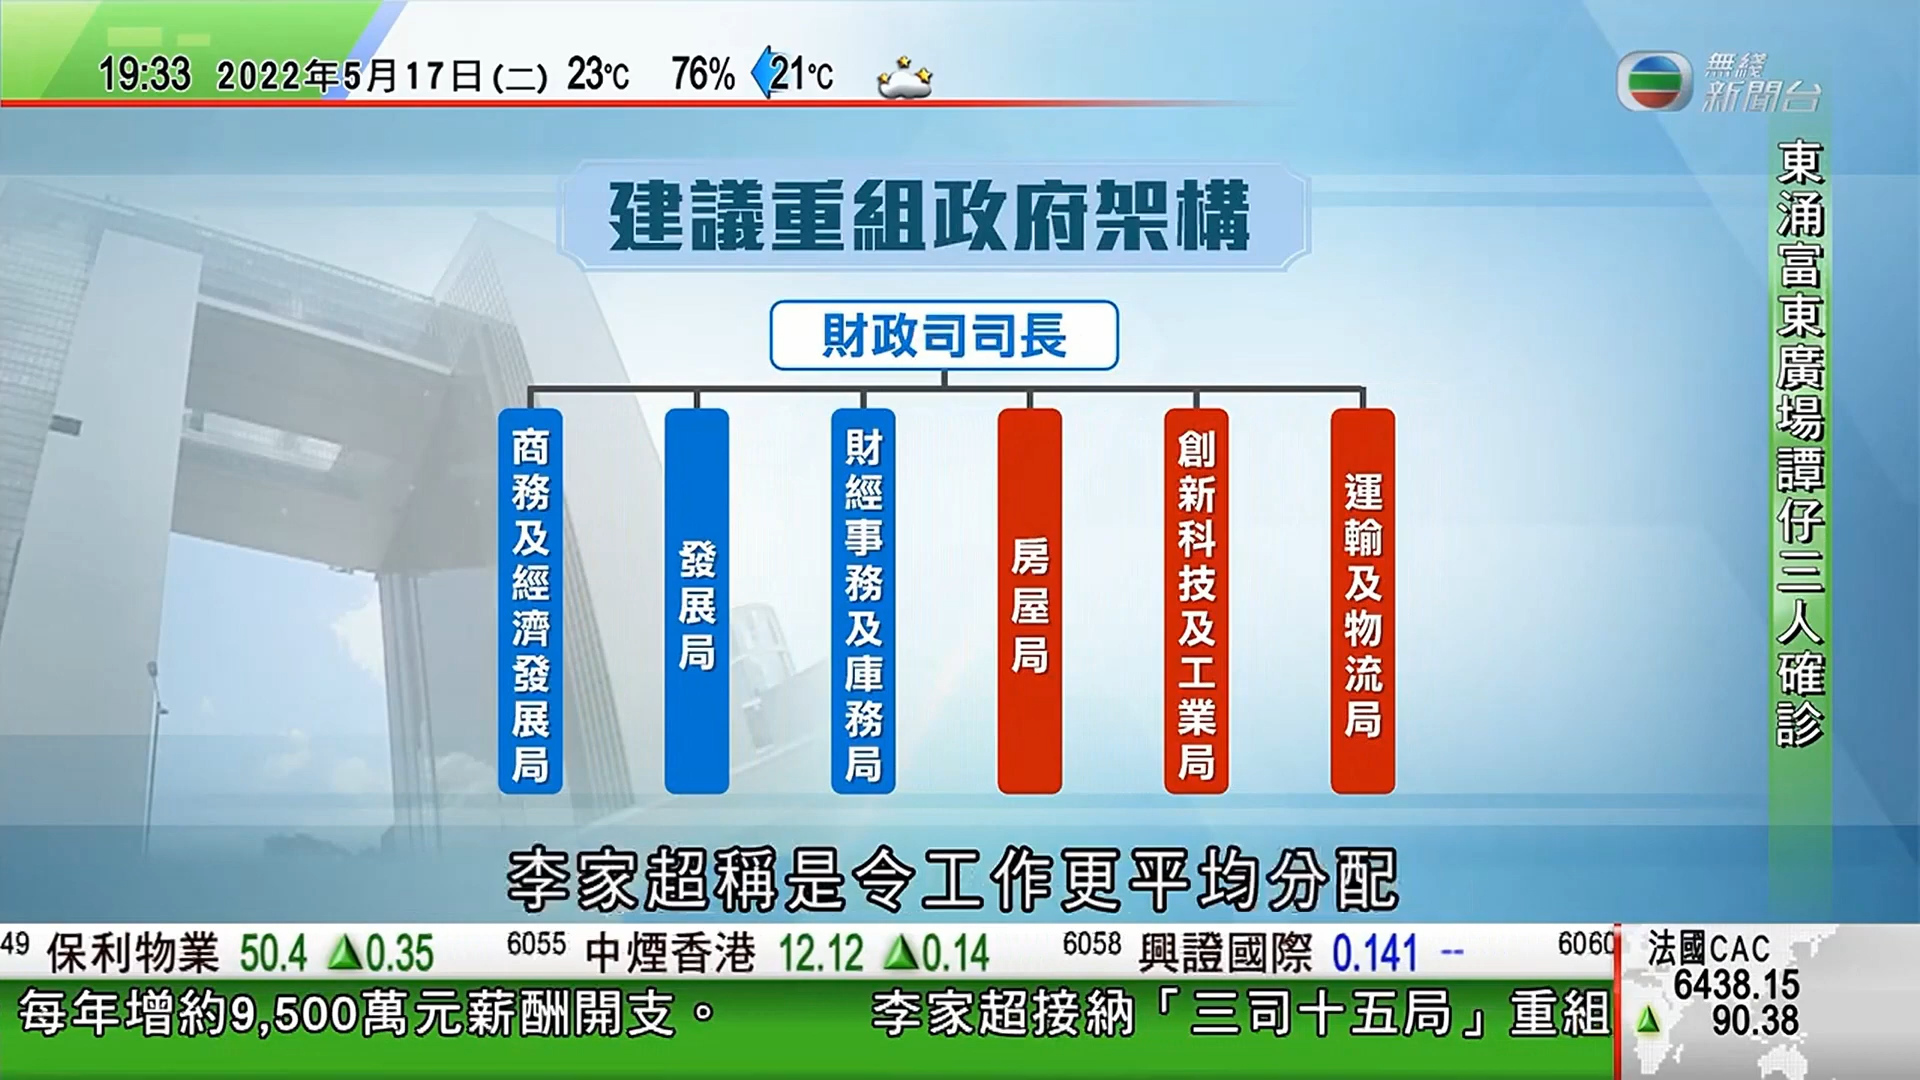 19:33 2022年5月17日(二) 23℃ 76% 21℃
無綫
新聞台
建議重組政府架構
財政司司長
商務及經濟發展局
發展局
財經事務及庫務局
房屋局
創新科技及工業局
運輸及物流局
東涌富東廣場譚仔三人確診
李家超稱是令工作更平均分配
49 保利物業 50.4 ▲0.35 6055 中煙香港 12.12 ▲0.14 6058 興證國際 0.141 -- 6060
法國CAC
6438.15
▲ 90.38
每年增約9,500萬元薪酬開支。 李家超接納「三司十五局」重組